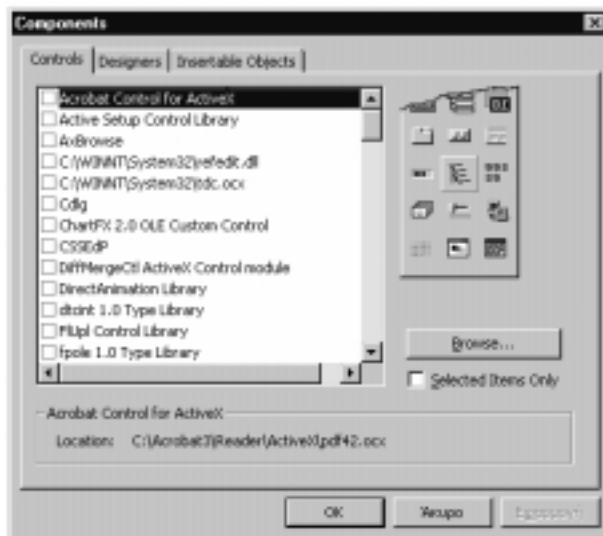 Components
Controls
Designers
Insertable Objects
Acrobat Control for ActiveX
Active Setup Control Library
AxBrowse
C:\WINNT\System32\refedit.dll
C:\WINNT\System32\tdc.ocx
Cdlg
ChartFX 2.0 OLE Custom Control
CSSEdP
DiffMergeCtl ActiveX Control module
DirectAnimation Library
dtcint 1.0 Type Library
FlUpl Control Library
fpole 1.0 Type Library
Browse...
Selected Items Only
Acrobat Control for ActiveX
Location: C:\Acrobat3\Reader\ActiveX\pdf42.ocx
OK
Άκυρο
Εφαρμογή